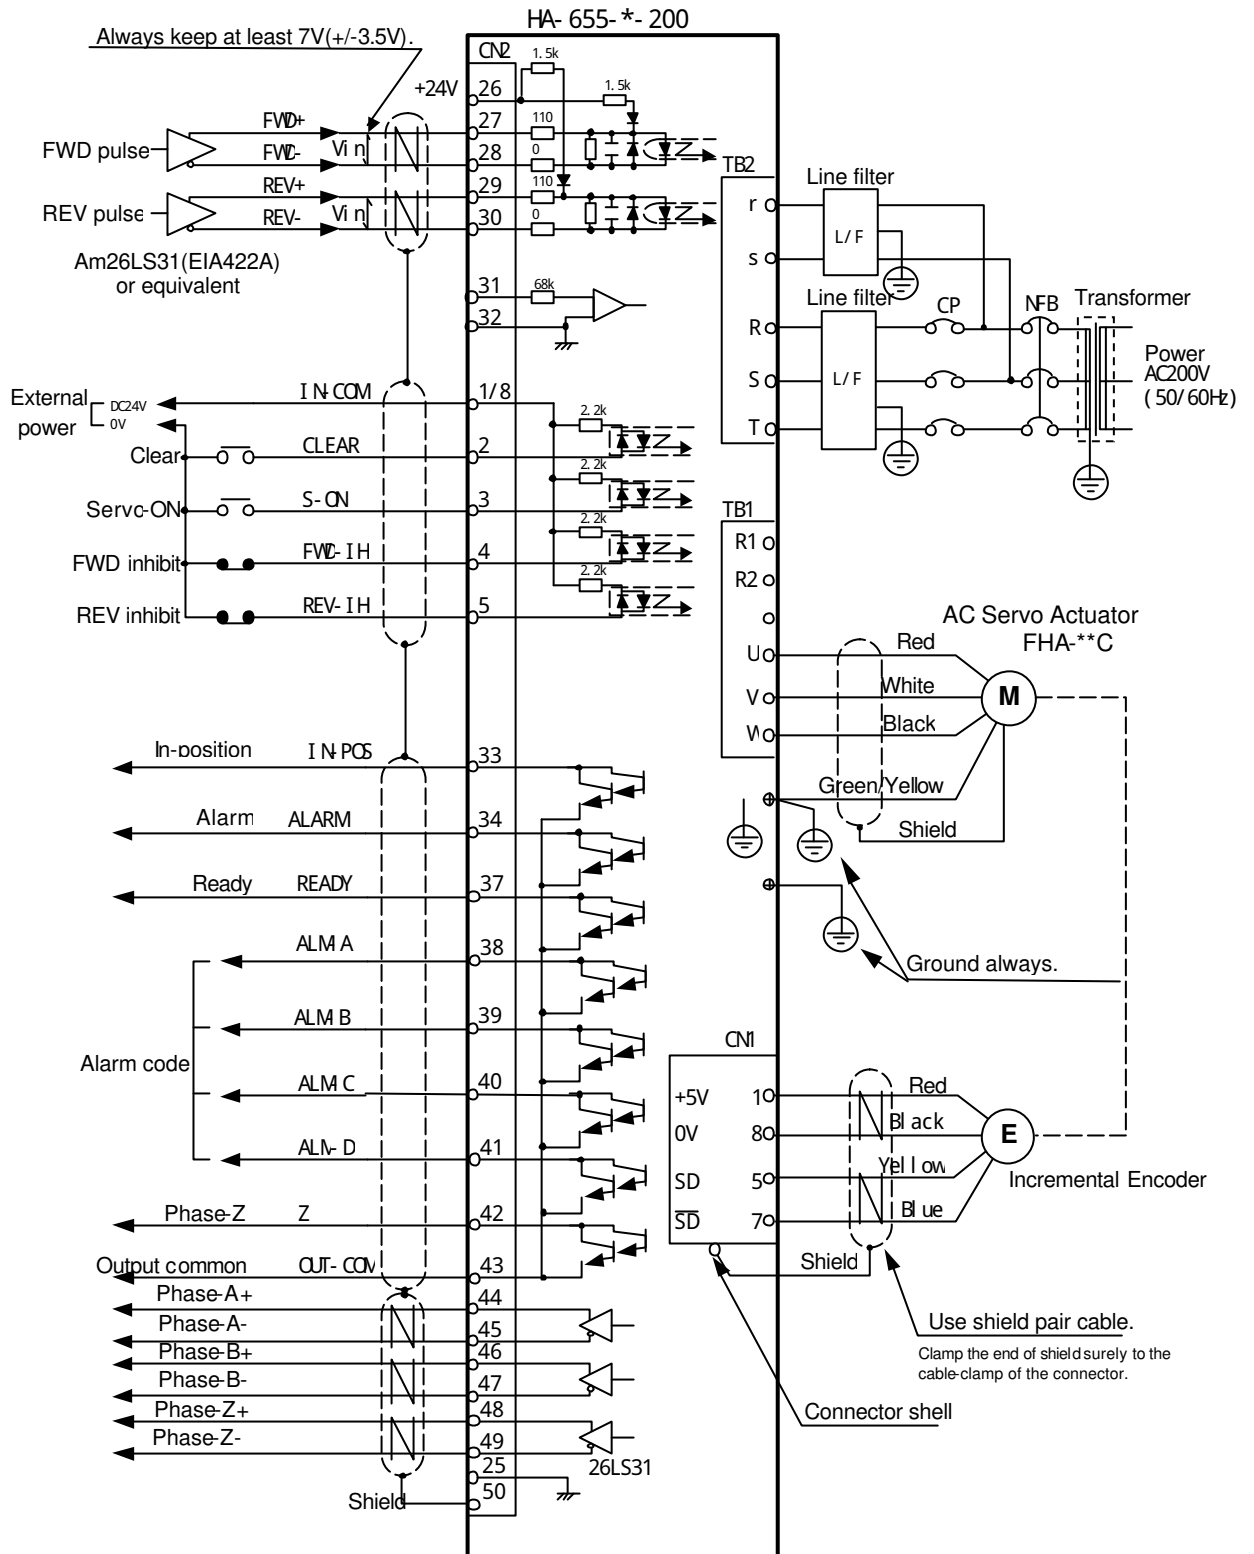 HA-655-*-200
Always keep at least 7V(+/-3.5V).
CN2
1.5k
+24V
26
1.5k
FWD pulse
FWD+
FWD-
Vin
27
110
28
0
REV pulse
REV+
REV-
Vin
29
110
30
0
Am26LS31(EIA422A)
or equivalent
31
68k
32
TB2
r
s
R
S
T
Line filter
L/F
Line filter
L/F
CP
NFB
Transformer
Power
AC200V
(50/60Hz)
External
power
DC24V
0V
IN-COM
1/8
2.2k
Clear
CLEAR
2
2.2k
Servo-ON
S-ON
3
2.2k
FWD inhibit
FWD-IH
4
2.2k
REV inhibit
REV-IH
5
TB1
R1
R2
U
V
W
AC Servo Actuator
FHA-**C
Red
White
Black
Green/Yellow
Shield
M
Ground always.
In-position
IN-POS
33
Alarm
ALARM
34
Ready
READY
37
Alarm code
ALM-A
38
ALM-B
39
ALM-C
40
ALM-D
41
Phase-Z
Z
42
Output common
OUT-COM
43
Phase-A+
44
Phase-A-
45
Phase-B+
46
Phase-B-
47
Phase-Z+
48
Phase-Z-
49
26LS31
25
50
Shield
CN1
+5V
1
0V
8
SD
5
SD
7
Red
Black
Yellow
Blue
E
Incremental Encoder
Shield
Use shield pair cable.
Clamp the end of shield surely to the
cable-clamp of the connector.
Connector shell